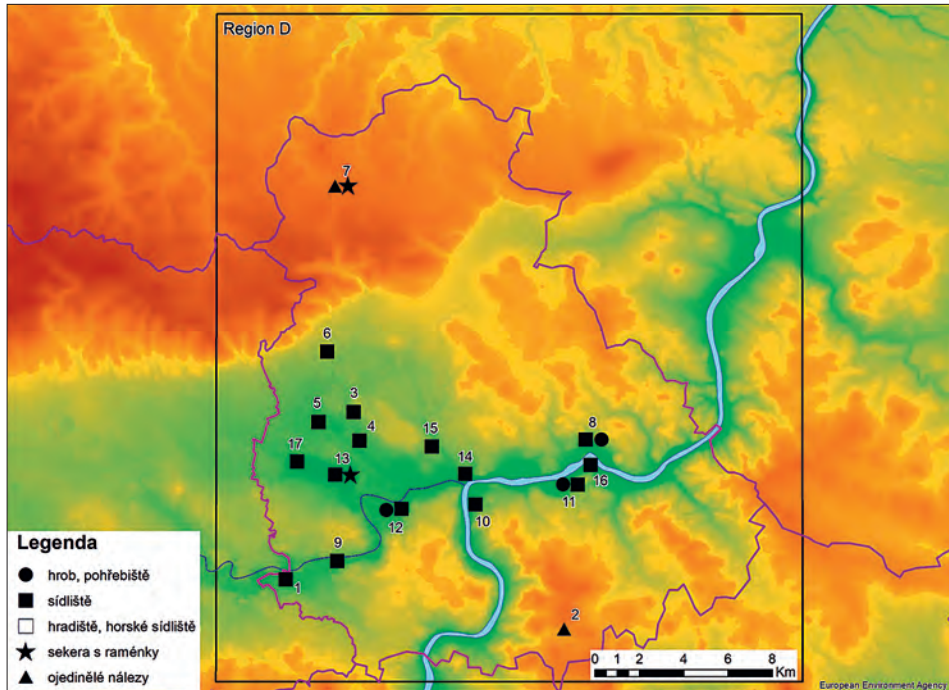 Region D
7
6
3
5
4
15
8
17
13
14
16
11
12
10
9
1
2
Legenda
hrob, pohřebiště
sídliště
hradiště, horské sídliště
sekera s raménky
ojedinělé nálezy
0 1 2 4 6 8
Km
European Environment Agency